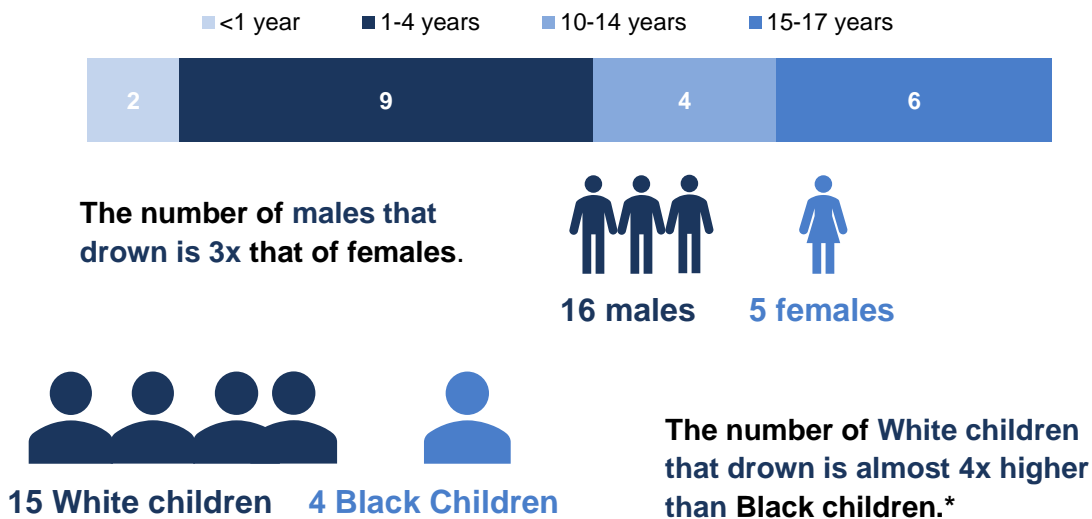 <1 year 1-4 years 10-14 years 15-17 years
2 9 4 6
The number of males that
drown is 3x that of females.
16 males 5 females
15 White children 4 Black Children
The number of White children
that drown is almost 4x higher
than Black children.*